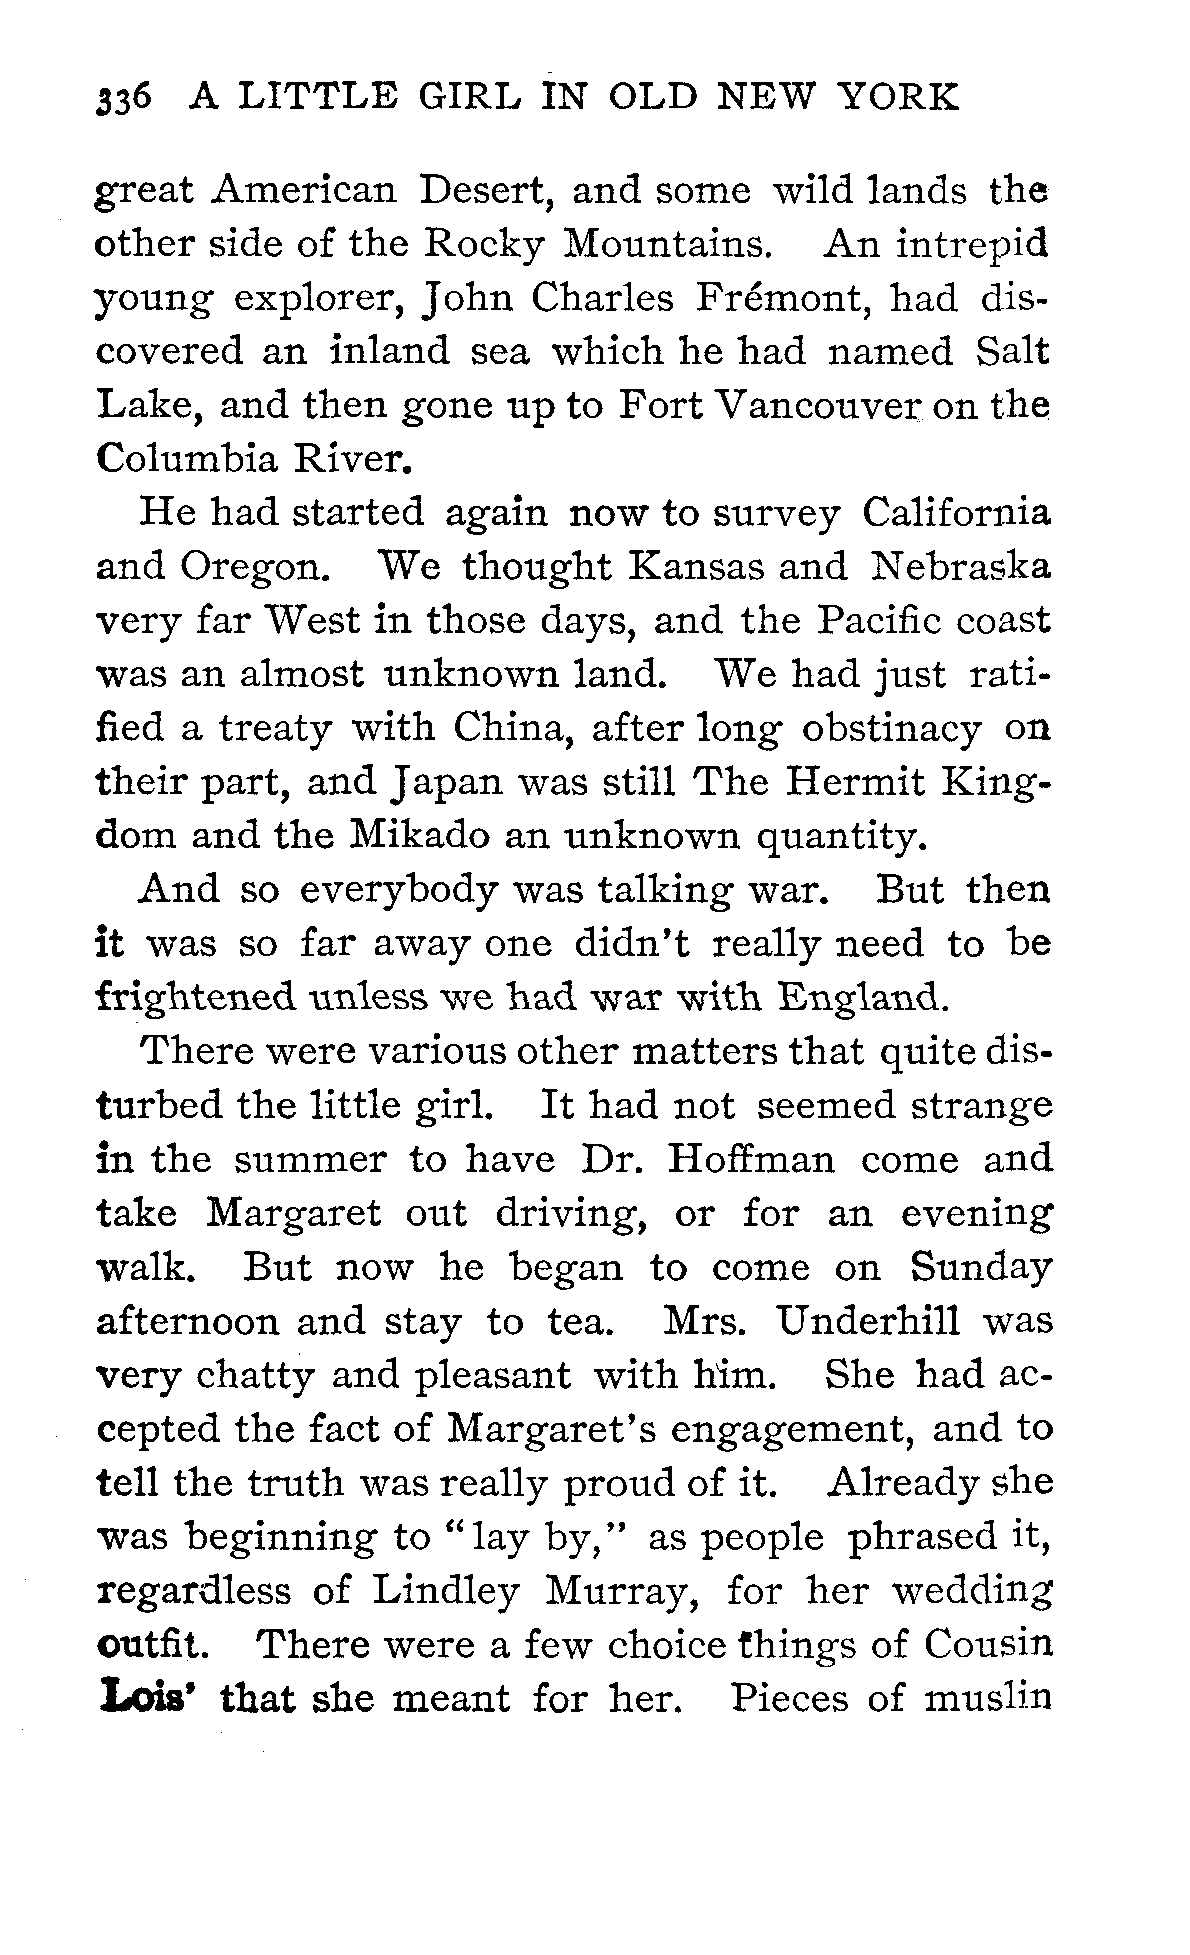 336 A LITTLE GIRL IN OLD NEW YORK
great American Desert, and some wild lands the
other side of the Rocky Mountains. An intrepid
young explorer, John Charles Frémont, had dis-
covered an inland sea which he had named Salt
Lake, and then gone up to Fort Vancouver on the
Columbia River.
He had started again now to survey California
and Oregon. We thought Kansas and Nebraska
very far West in those days, and the Pacific coast
was an almost unknown land. We had just rati-
fied a treaty with China, after long obstinacy on
their part, and Japan was still The Hermit King-
dom and the Mikado an unknown quantity.
And so everybody was talking war. But then
it was so far away one didn't really need to be
frightened unless we had war with England.
There were various other matters that quite dis-
turbed the little girl. It had not seemed strange
in the summer to have Dr. Hoffman come and
take Margaret out driving, or for an evening
walk. But now he began to come on Sunday
afternoon and stay to tea. Mrs. Underhill was
very chatty and pleasant with him. She had ac-
cepted the fact of Margaret's engagement, and to
tell the truth was really proud of it. Already she
was beginning to "lay by," as people phrased it,
regardless of Lindley Murray, for her wedding
outfit. There were a few choice things of Cousin
Lois' that she meant for her. Pieces of muslin